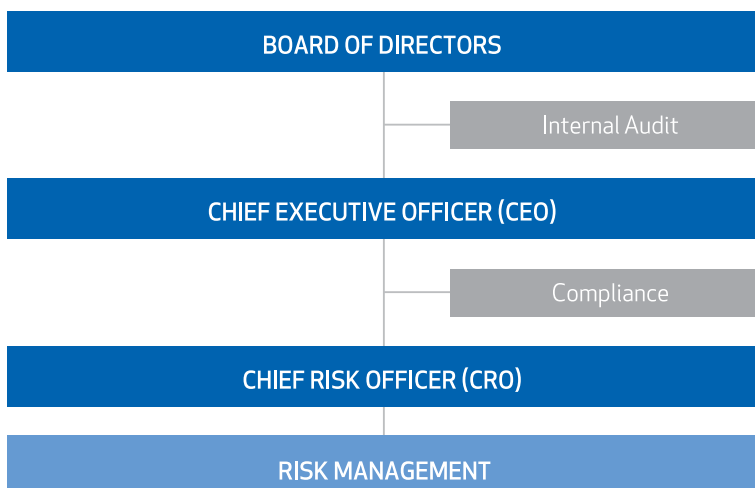 BOARD OF DIRECTORS
Internal Audit
CHIEF EXECUTIVE OFFICER (CEO)
Compliance
CHIEF RISK OFFICER (CRO)
RISK MANAGEMENT